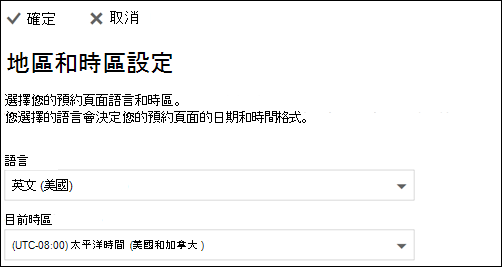 確定 取消
地區和時區設定
選擇您的預約頁面語言和時區。
您選擇的語言會決定您的預約頁面的日期和時間格式。
語言
英文 (美國)
目前時區
(UTC-08:00) 太平洋時間 (美國和加拿大 )